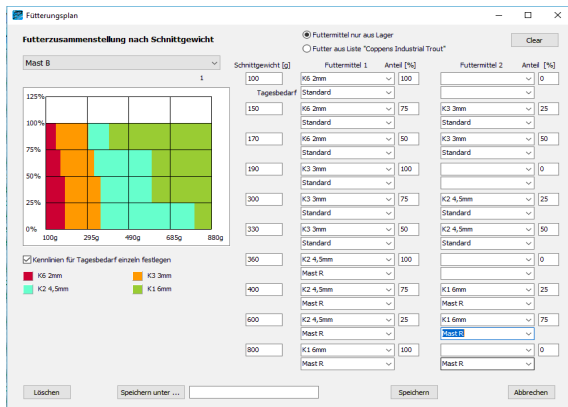 Fütterungsplan
Futterzusammenstellung nach Schnittgewicht
Futtermittel nur aus Lager
Futter aus Liste "Coppens Industrial Trout"
Clear
Mast B
1
Schnittgewicht [g] Futtermittel 1 Anteil [%] Futtermittel 2 Anteil [%]
100 K6 2mm 100 0
Tagesbedarf Standard
150 K6 2mm 75 K3 3mm 25
Standard Standard
170 K6 2mm 50 K3 3mm 50
Standard Standard
190 K3 3mm 100 0
Standard
300 K3 3mm 75 K2 4,5mm 25
Standard Standard
330 K3 3mm 50 K2 4,5mm 50
Standard Standard
360 K2 4,5mm 100 0
Mast R
400 K2 4,5mm 75 K1 6mm 25
Mast R Mast R
600 K2 4,5mm 25 K1 6mm 75
Mast R Mast R
800 K1 6mm 100 0
Mast R Mast R
125%
100%
75%
50%
25%
0%
100g 295g 490g 685g 880g
Kennlinien für Tagesbedarf einzeln festlegen
K6 2mm K3 3mm
K2 4,5mm K1 6mm
Löschen Speichern unter ... Speichern Abbrechen